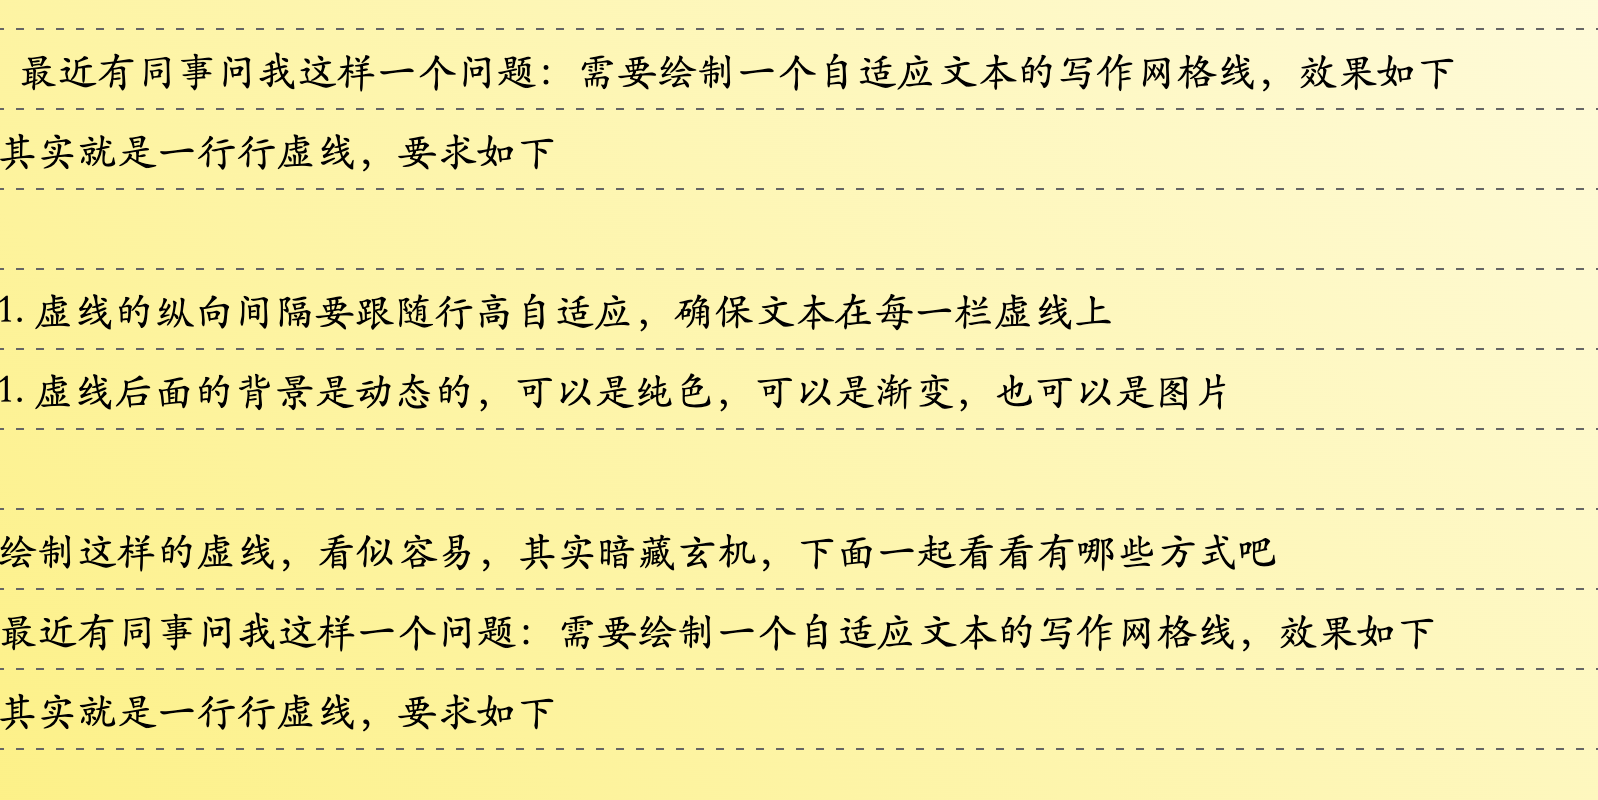 最近有同事问我这样一个问题：需要绘制一个自适应文本的写作网格线，效果如下
其实就是一行行虚线，要求如下
1. 虚线的纵向间隔要跟随行高自适应，确保文本在每一栏虚线上
1. 虚线后面的背景是动态的，可以是纯色，可以是渐变，也可以是图片
绘制这样的虚线，看似容易，其实暗藏玄机，下面一起看看有哪些方式吧
最近有同事问我这样一个问题：需要绘制一个自适应文本的写作网格线，效果如下
其实就是一行行虚线，要求如下